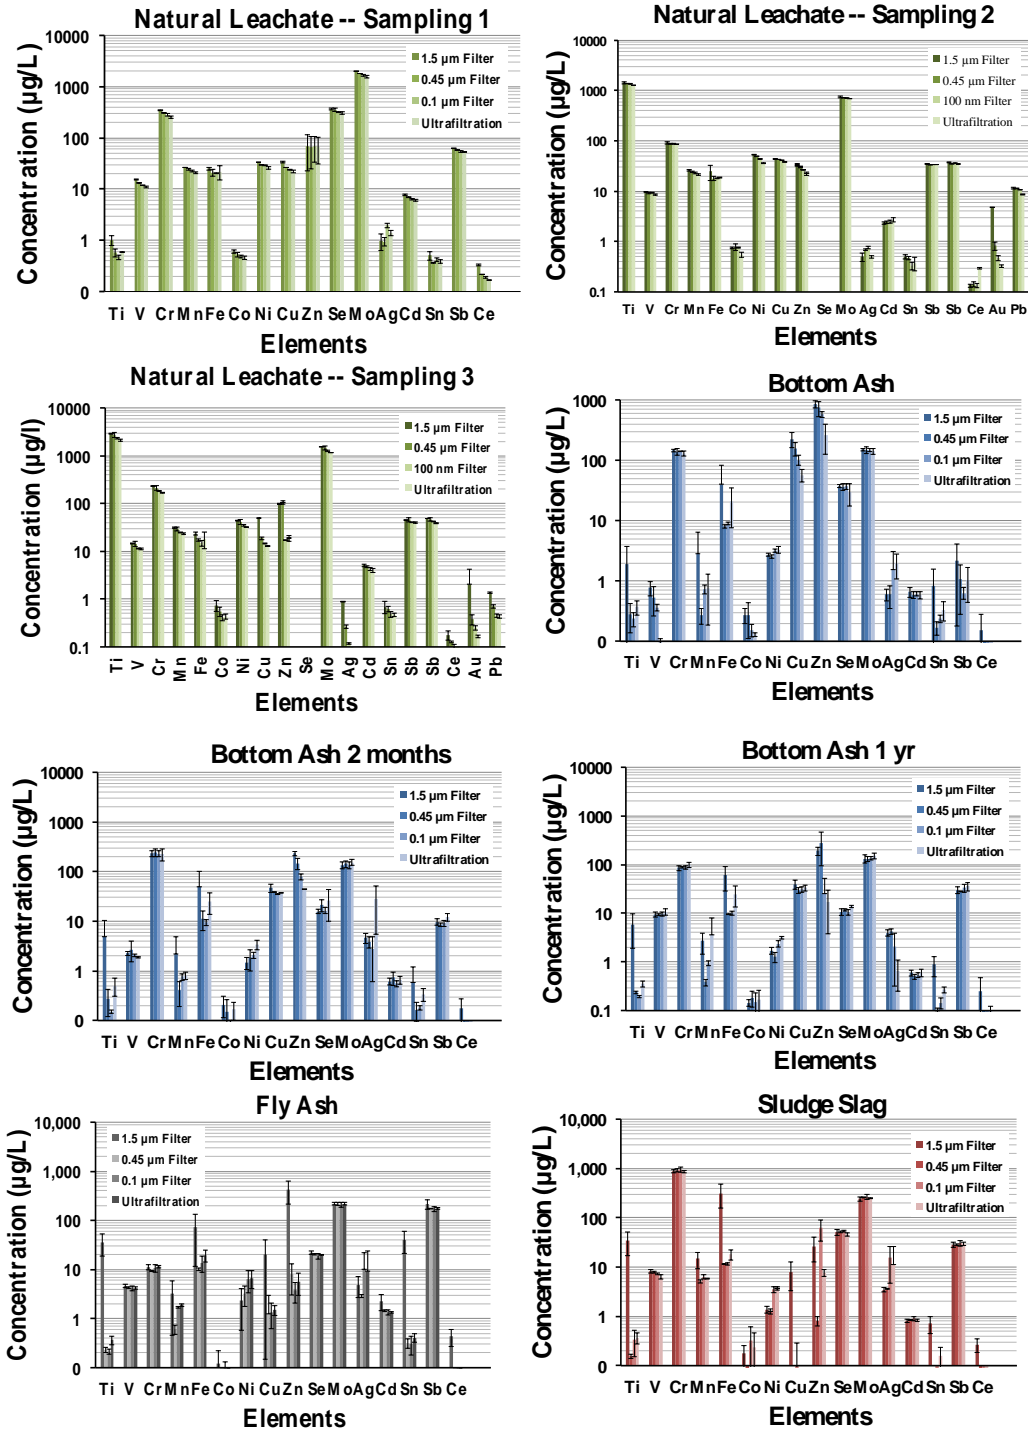 Natural Leachate -- Sampling 1
Concentration (µg/L)
10000
1000
100
10
1
0
1.5 µm Filter
0.45 µm Filter
0.1 µm Filter
Ultrafiltration
Ti V Cr Mn Fe Co Ni Cu Zn Se Mo Ag Cd Sn Sb Ce
Elements
Natural Leachate -- Sampling 2
Concentration (µg/L)
10000
1000
100
10
1
0.1
1.5 µm Filter
0.45 µm Filter
100 nm Filter
Ultrafiltration
Ti V Cr Mn Fe Co Ni Cu Zn Se Mo Ag Cd Sn Sb Sb Ce Au Pb
Elements
Natural Leachate -- Sampling 3
Concentration (µg/l)
10000
1000
100
10
1
0.1
1.5 µm Filter
0.45 µm Filter
100 nm Filter
Ultrafiltration
Ti V Cr Mn Fe Co Ni Cu Zn Se Mo Ag Cd Sn Sb Sb Ce Au Pb
Elements
Bottom Ash
Concentration (µg/L)
1000
100
10
1
0
1.5 µm Filter
0.45 µm Filter
0.1 µm Filter
Ultrafiltration
Ti V Cr Mn Fe Co Ni Cu Zn Se Mo Ag Cd Sn Sb Ce
Elements
Bottom Ash 2 months
Concentration (µg/L)
10000
1000
100
10
1
0
1.5 µm Filter
0.45 µm Filter
0.1 µm Filter
Ultrafiltration
Ti V Cr Mn Fe Co Ni Cu Zn Se Mo Ag Cd Sn Sb Ce
Elements
Bottom Ash 1 yr
Concentration (µg/L)
10000
1000
100
10
1
0.1
1.5 µm Filter
0.45 µm Filter
0.1 µm Filter
Ultrafiltration
Ti V Cr Mn Fe Co Ni Cu Zn Se Mo Ag Cd Sn Sb Ce
Elements
Fly Ash
Concentration (µg/L)
10,000
1,000
100
10
1
0
1.5 µm Filter
0.45 µm Filter
0.1 µm Filter
Ultrafiltration
Ti V Cr Mn Fe Co Ni Cu Zn Se Mo Ag Cd Sn Sb Ce
Elements
Sludge Slag
Concentration (µg/L)
10,000
1,000
100
10
1
0
1.5 µm Filter
0.45 µm Filter
0.1 µm Filter
Ultrafiltration
Ti V Cr Mn Fe Co Ni Cu Zn Se Mo Ag Cd Sn Sb Ce
Elements